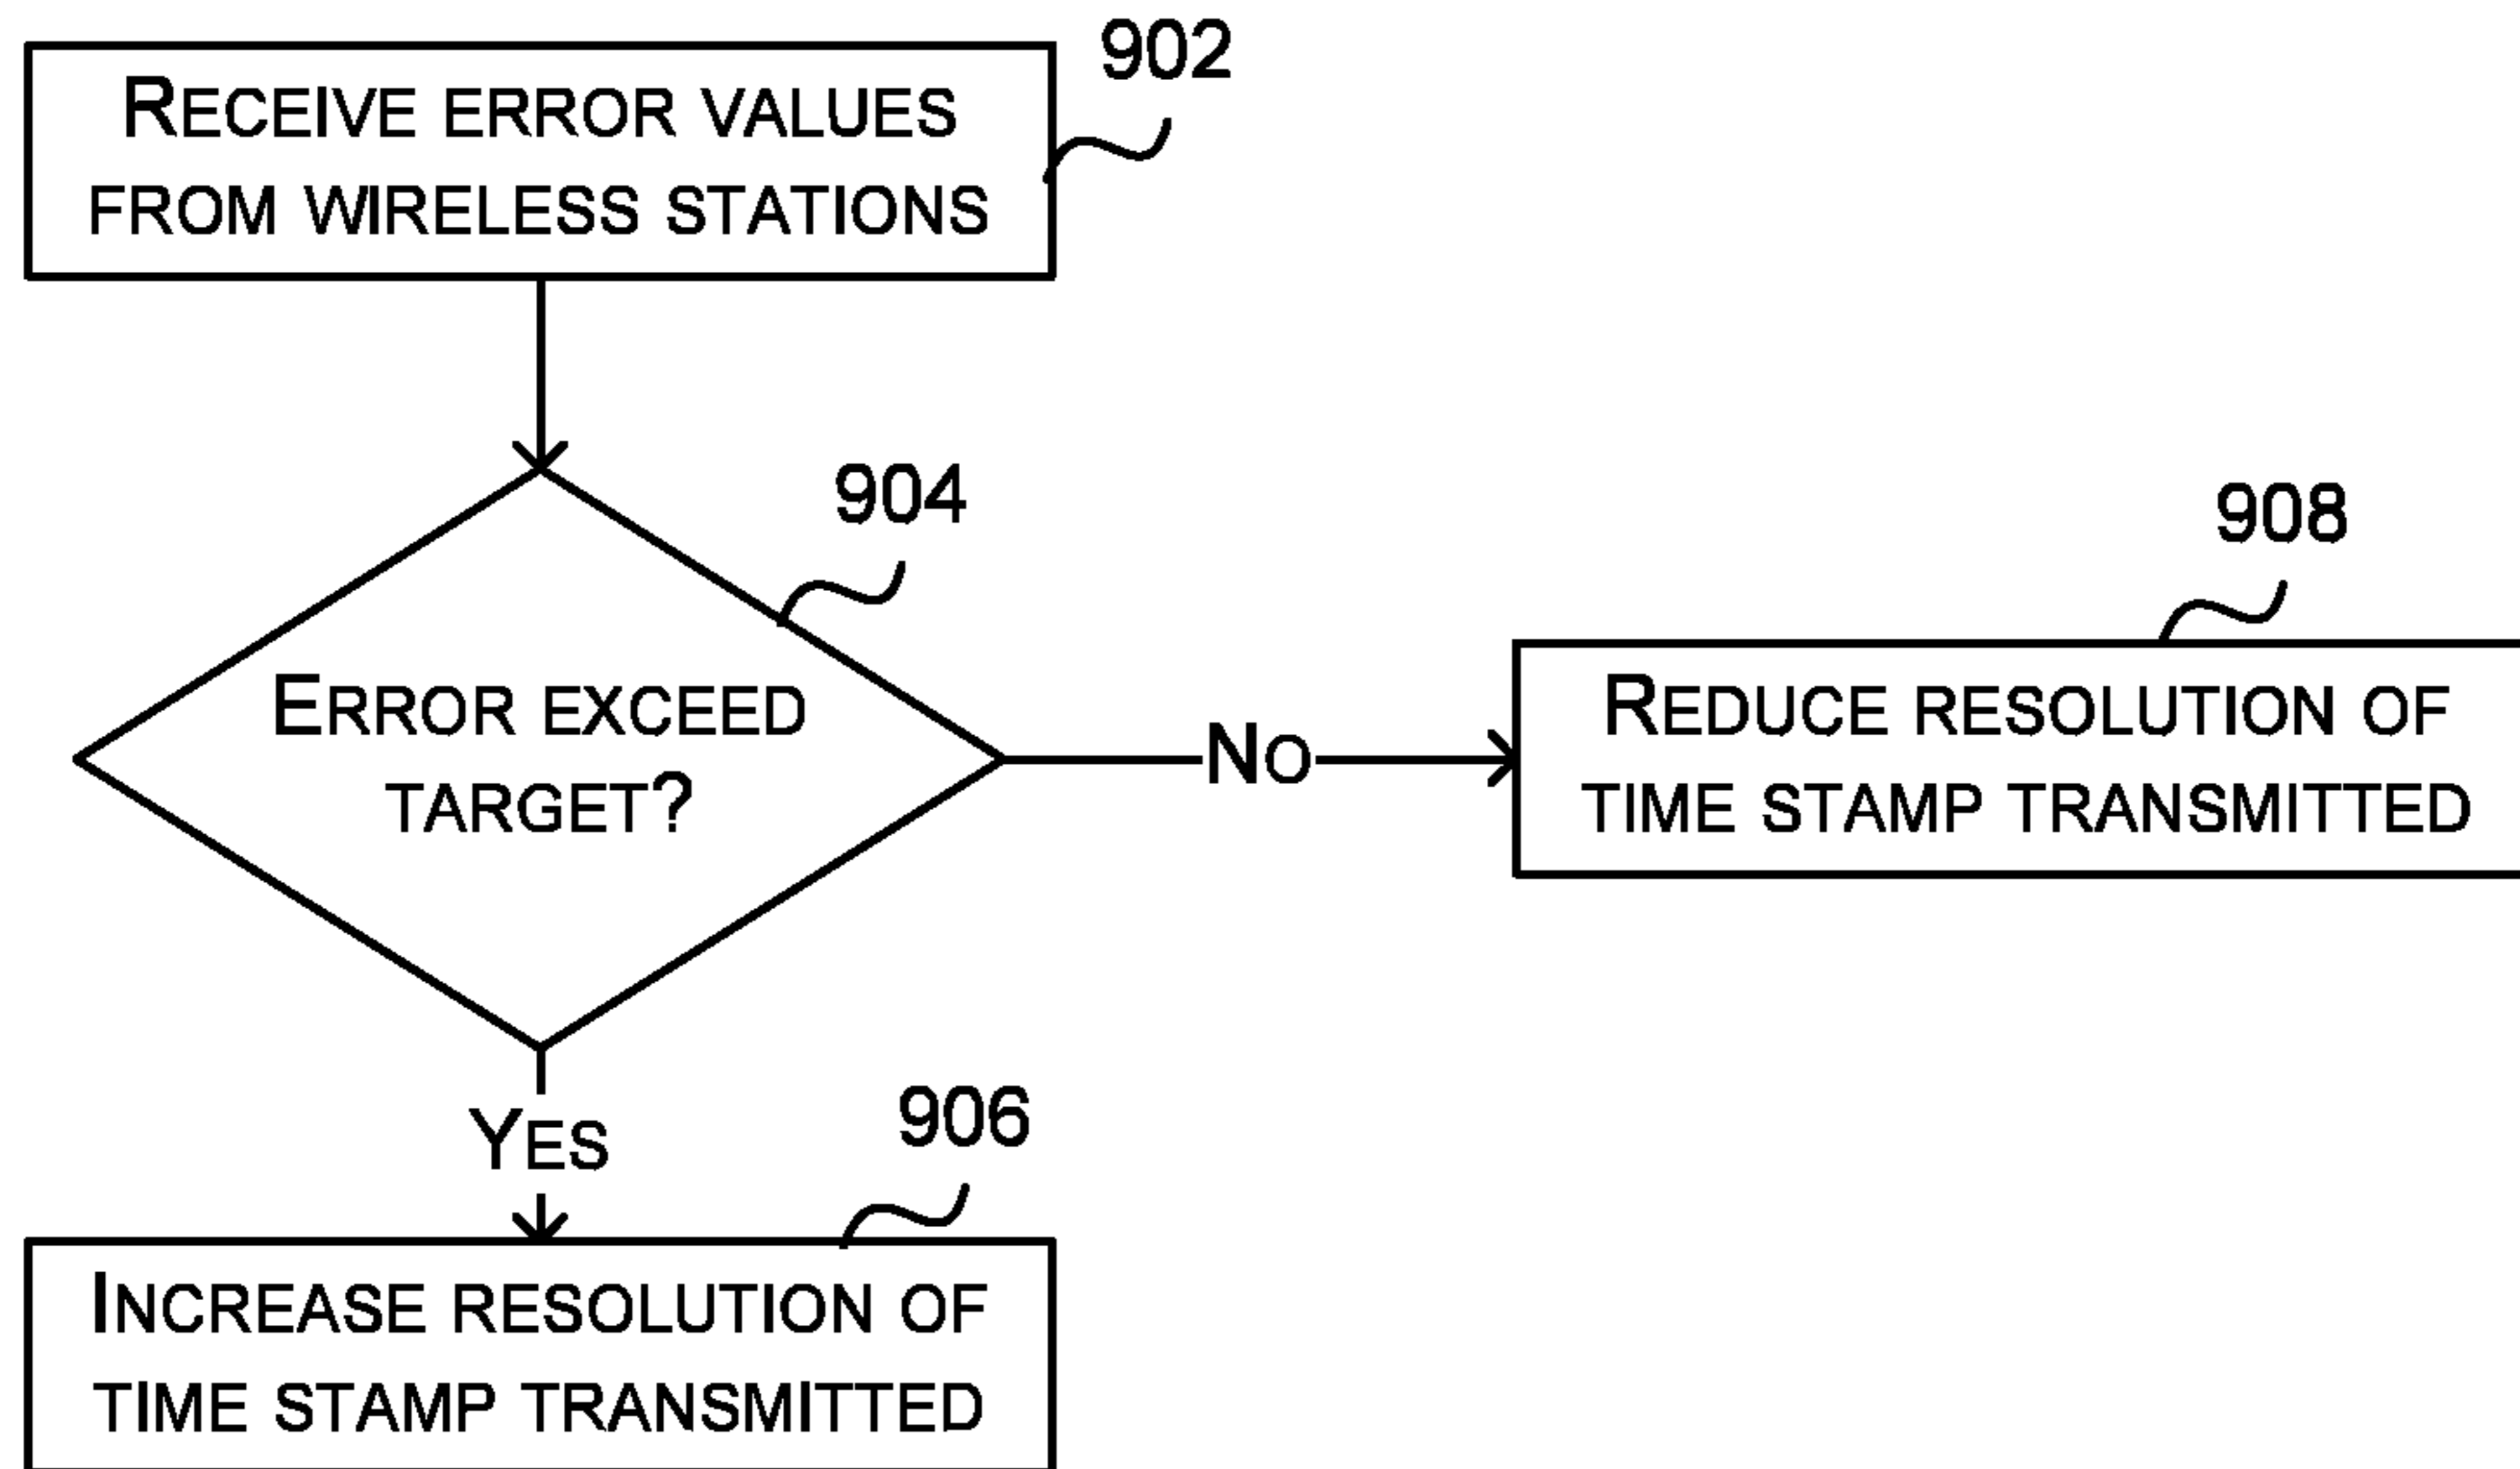 902
RECEIVE ERROR VALUES
FROM WIRELESS STATIONS
904
ERROR EXCEED
TARGET?
NO
908
REDUCE RESOLUTION OF
TIME STAMP TRANSMITTED
YES
906
INCREASE RESOLUTION OF
TIME STAMP TRANSMITTED